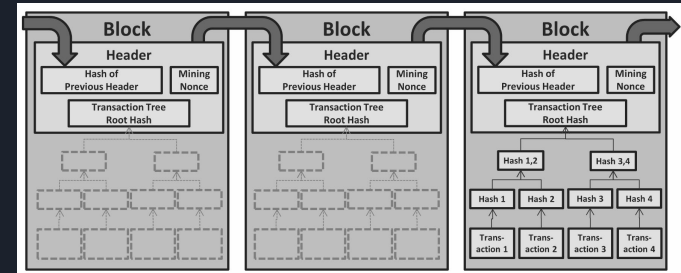 Block
Header
Hash of
Previous Header
Mining
Nonce
Transaction Tree
Root Hash
Block
Header
Hash of
Previous Header
Mining
Nonce
Transaction Tree
Root Hash
Block
Header
Hash of
Previous Header
Mining
Nonce
Transaction Tree
Root Hash
Hash 1,2
Hash 3,4
Hash 1
Hash 2
Hash 3
Hash 4
Trans-
action 1
Trans-
action 2
Trans-
action 3
Trans-
action 4